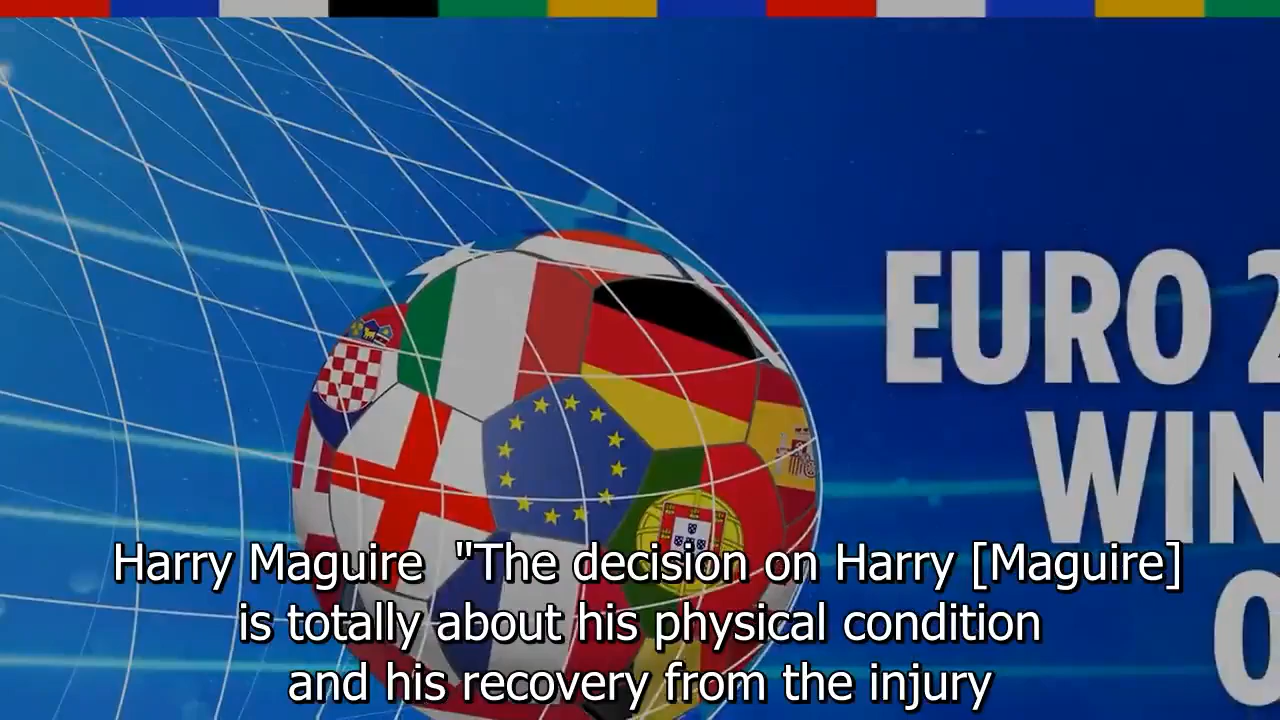 EURO 2
WIN
O
Harry Maguire "The decision on Harry [Maguire]
is totally about his physical condition
and his recovery from the injury